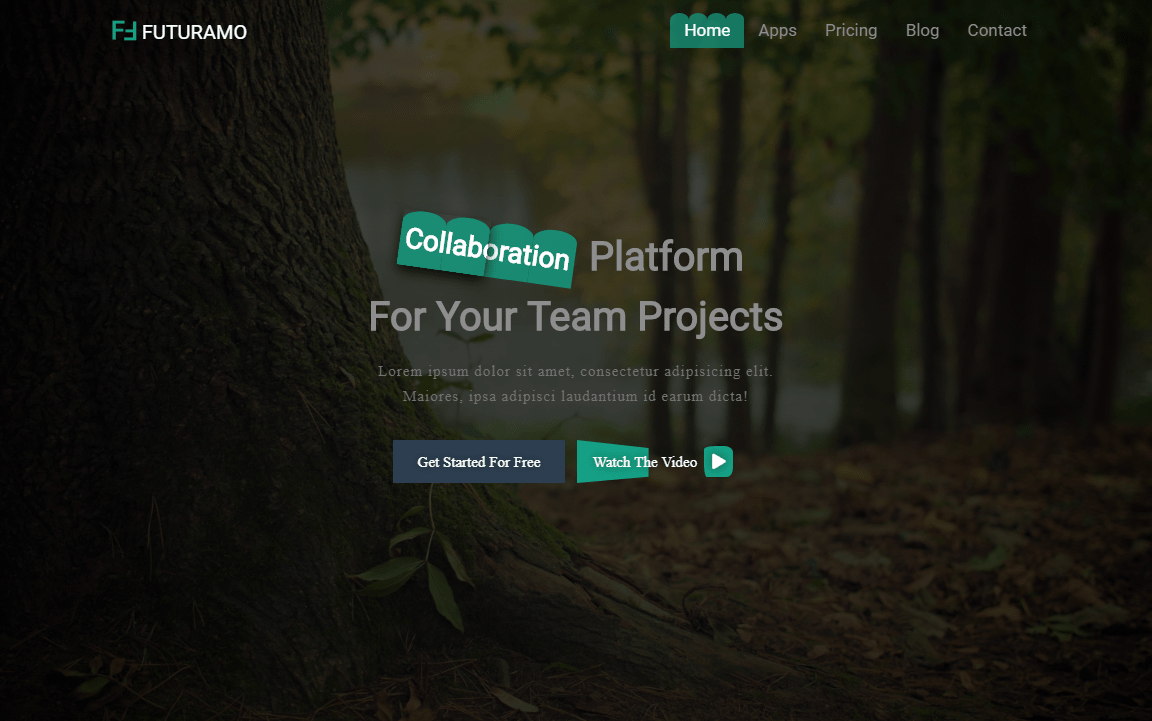 FUTURAMO
Home Apps Pricing Blog Contact
Collaboration Platform
For Your Team Projects
Lorem ipsum dolor sit amet, consectetur adipisicing elit.
Maiores, ipsa adipisci laudantium id earum dicta!
Get Started For Free Watch The Video